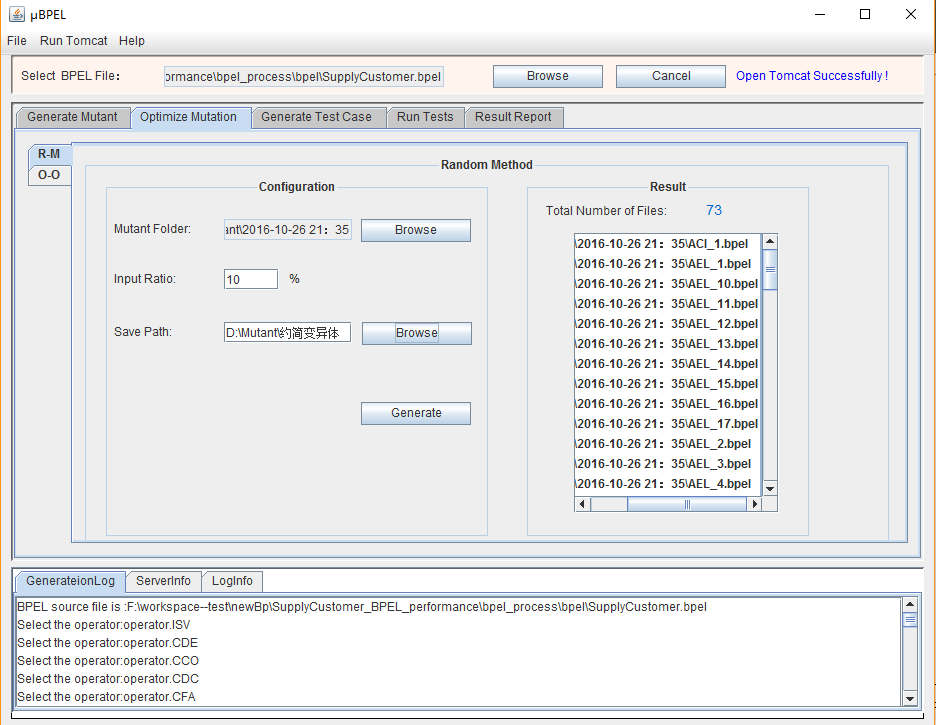 μBPEL
File Run Tomcat Help
Select BPEL File: ormance\bpel_process\bpel\SupplyCustomer.bpel Browse Cancel Open Tomcat Successfully !
Generate Mutant Optimize Mutation Generate Test Case Run Tests Result Report
R-M
O-O
Random Method
Configuration
Mutant Folder: ant\2016-10-26 21：35 Browse
Input Ratio: 10 %
Save Path: D:\Mutant\约简变异体 Browse
Generate
Result
Total Number of Files: 73
\2016-10-26 21：35\ACI_1.bpel
\2016-10-26 21：35\AEL_1.bpel
\2016-10-26 21：35\AEL_10.bpel
\2016-10-26 21：35\AEL_11.bpel
\2016-10-26 21：35\AEL_12.bpel
\2016-10-26 21：35\AEL_13.bpel
\2016-10-26 21：35\AEL_14.bpel
\2016-10-26 21：35\AEL_15.bpel
\2016-10-26 21：35\AEL_16.bpel
\2016-10-26 21：35\AEL_17.bpel
\2016-10-26 21：35\AEL_2.bpel
\2016-10-26 21：35\AEL_3.bpel
\2016-10-26 21：35\AEL_4.bpel
GenerateionLog ServerInfo LogInfo
BPEL source file is :F:\workspace--test\newBp\SupplyCustomer_BPEL_performance\bpel_process\bpel\SupplyCustomer.bpel
Select the operator:operator.ISV
Select the operator:operator.CDE
Select the operator:operator.CCO
Select the operator:operator.CDC
Select the operator:operator.CFA